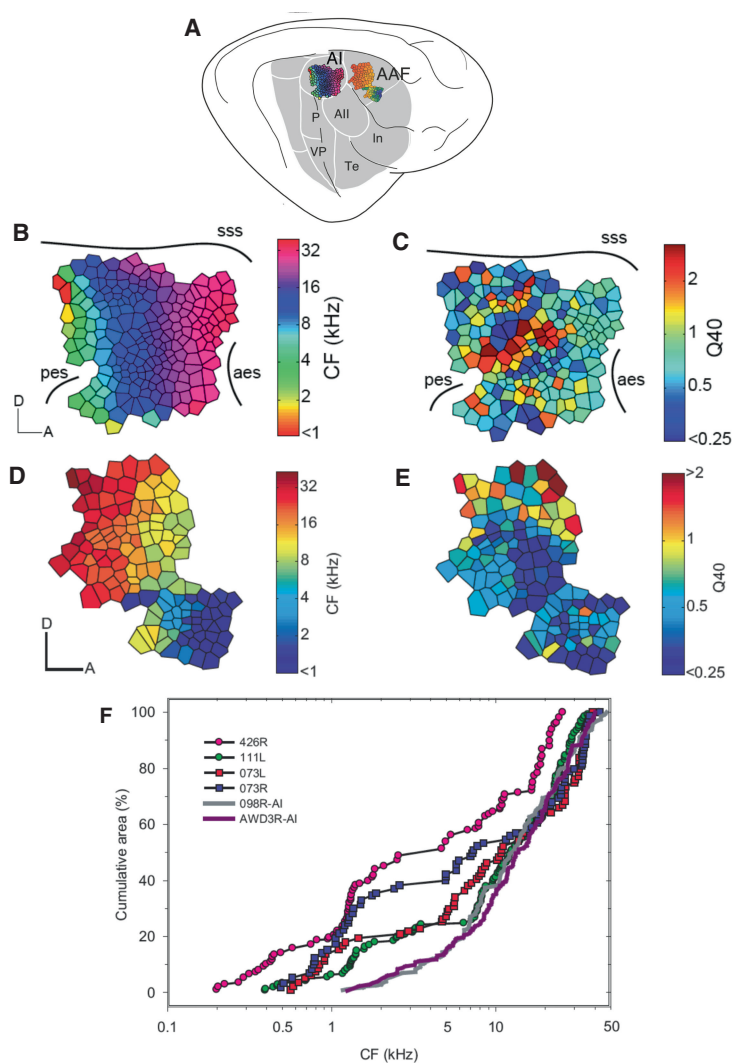 A
AI
AAF
P
AII
In
VP
Te
B
sss
pes
aes
D
A
32
16
8
4
2
<1
CF (kHz)
C
sss
pes
aes
2
1
0.5
<0.25
Q40
D
D
A
32
16
8
4
2
<1
CF (kHz)
E
>2
1
0.5
<0.25
Q40
F
100
80
60
40
20
0
Cumulative area (%)
426R
111L
073L
073R
098R-AI
AWD3R-AI
0.1 0.5 1 5 10 50
CF (kHz)